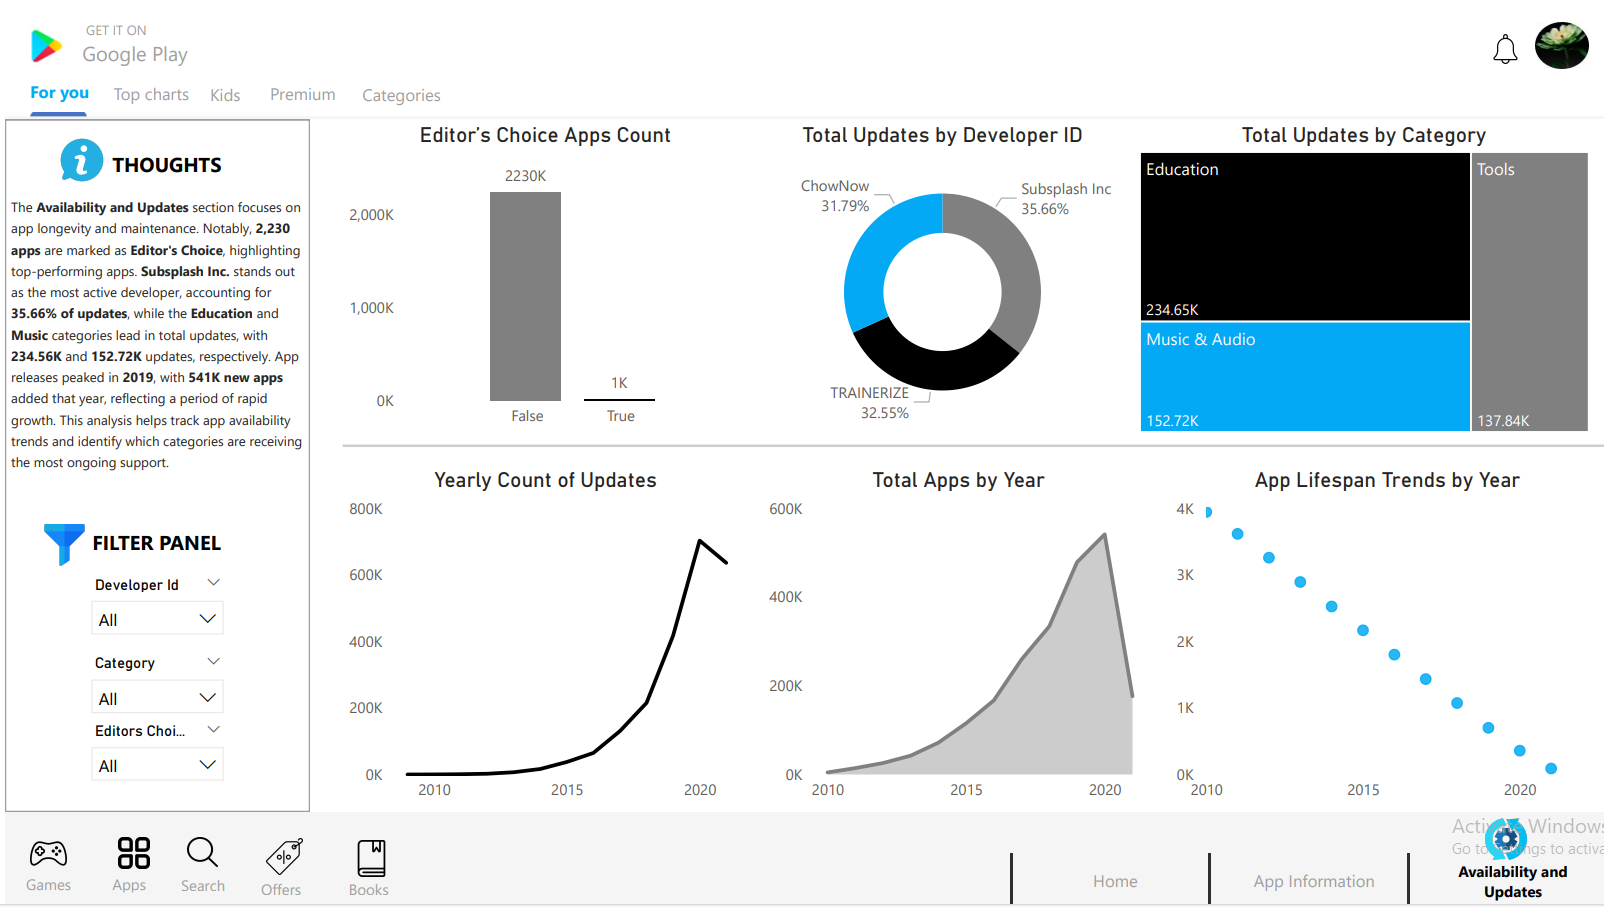 GET IT ON
Google Play
For you
Top charts
Kids
Premium
Categories
THOUGHTS
The Availability and Updates section focuses on
app longevity and maintenance. Notably, 2,230
apps are marked as Editor's Choice, highlighting
top-performing apps. Subsplash Inc. stands out
as the most active developer, accounting for
35.66% of updates, while the Education and
Music categories lead in total updates, with
234.56K and 152.72K updates, respectively. App
releases peaked in 2019, with 541K new apps
added that year, reflecting a period of rapid
growth. This analysis helps track app availability
trends and identify which categories are receiving
the most ongoing support.
FILTER PANEL
Developer Id
All
Category
All
Editors Choi...
All
Editor’s Choice Apps Count
2230K
2,000K
1,000K
1K
0K
False
True
Total Updates by Developer ID
ChowNow
31.79%
Subsplash Inc
35.66%
TRAINERIZE
32.55%
Total Updates by Category
Education
234.65K
Music & Audio
152.72K
Tools
137.84K
Yearly Count of Updates
800K
600K
400K
200K
0K
2010
2015
2020
Total Apps by Year
600K
400K
200K
0K
2010
2015
2020
App Lifespan Trends by Year
4K
3K
2K
1K
0K
2010
2015
2020
Games
Apps
Search
Offers
Books
Home
App Information
Windows
Go to
ngs to activa
Availability and
Updates